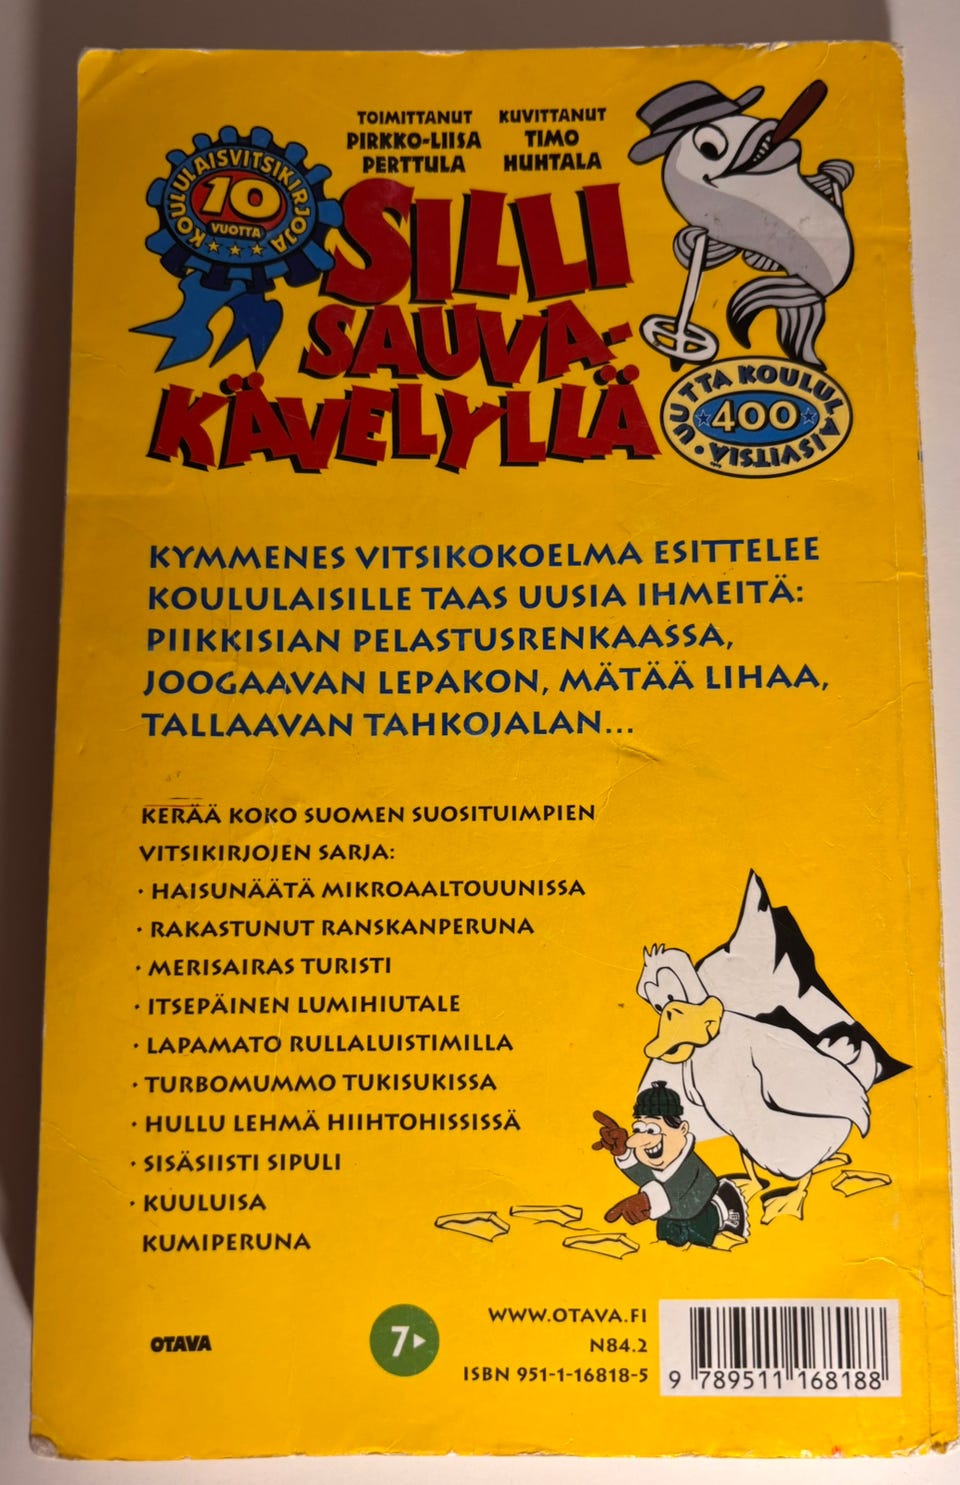 TOIMITTANUT
PIRKKO-LIISA
PERTTULA
KUVITTANUT
TIMO
HUHTALA
KOULULAISVITSIKIRJOJA
10
VUOTTA
SILLI
SAUVA-
KÄVELYLLÄ
UUTTA KOULULAISVITSIÄ
400
KYMMENES VITSIKOKOELMA ESITTELEE
KOULULAISILLE TAAS UUSIA IHMEITÄ:
PIIKKISIAN PELASTUSRENKAASSA,
JOOGAAVAN LEPAKON, MÄTÄÄ LIHAA,
TALLAAVAN TAHKOJALAN...
KERÄÄ KOKO SUOMEN SUOSITUIMPIEN
VITSIKIRJOJEN SARJA:
· HAISUNÄÄTÄ MIKROAALTOUUNISSA
· RAKASTUNUT RANSKANPERUNA
· MERISAIRAS TURISTI
· ITSEPÄINEN LUMIHIUTALE
· LAPAMATO RULLALUISTIMILLA
· TURBOMUMMO TUKISUKISSA
· HULLU LEHMÄ HIIHTOHISSISSÄ
· SISÄSIISTI SIPULI
· KUULUISA
KUMIPERUNA
OTAVA
7
WWW.OTAVA.FI
N84.2
ISBN 951-1-16818-5
9 789511 168188